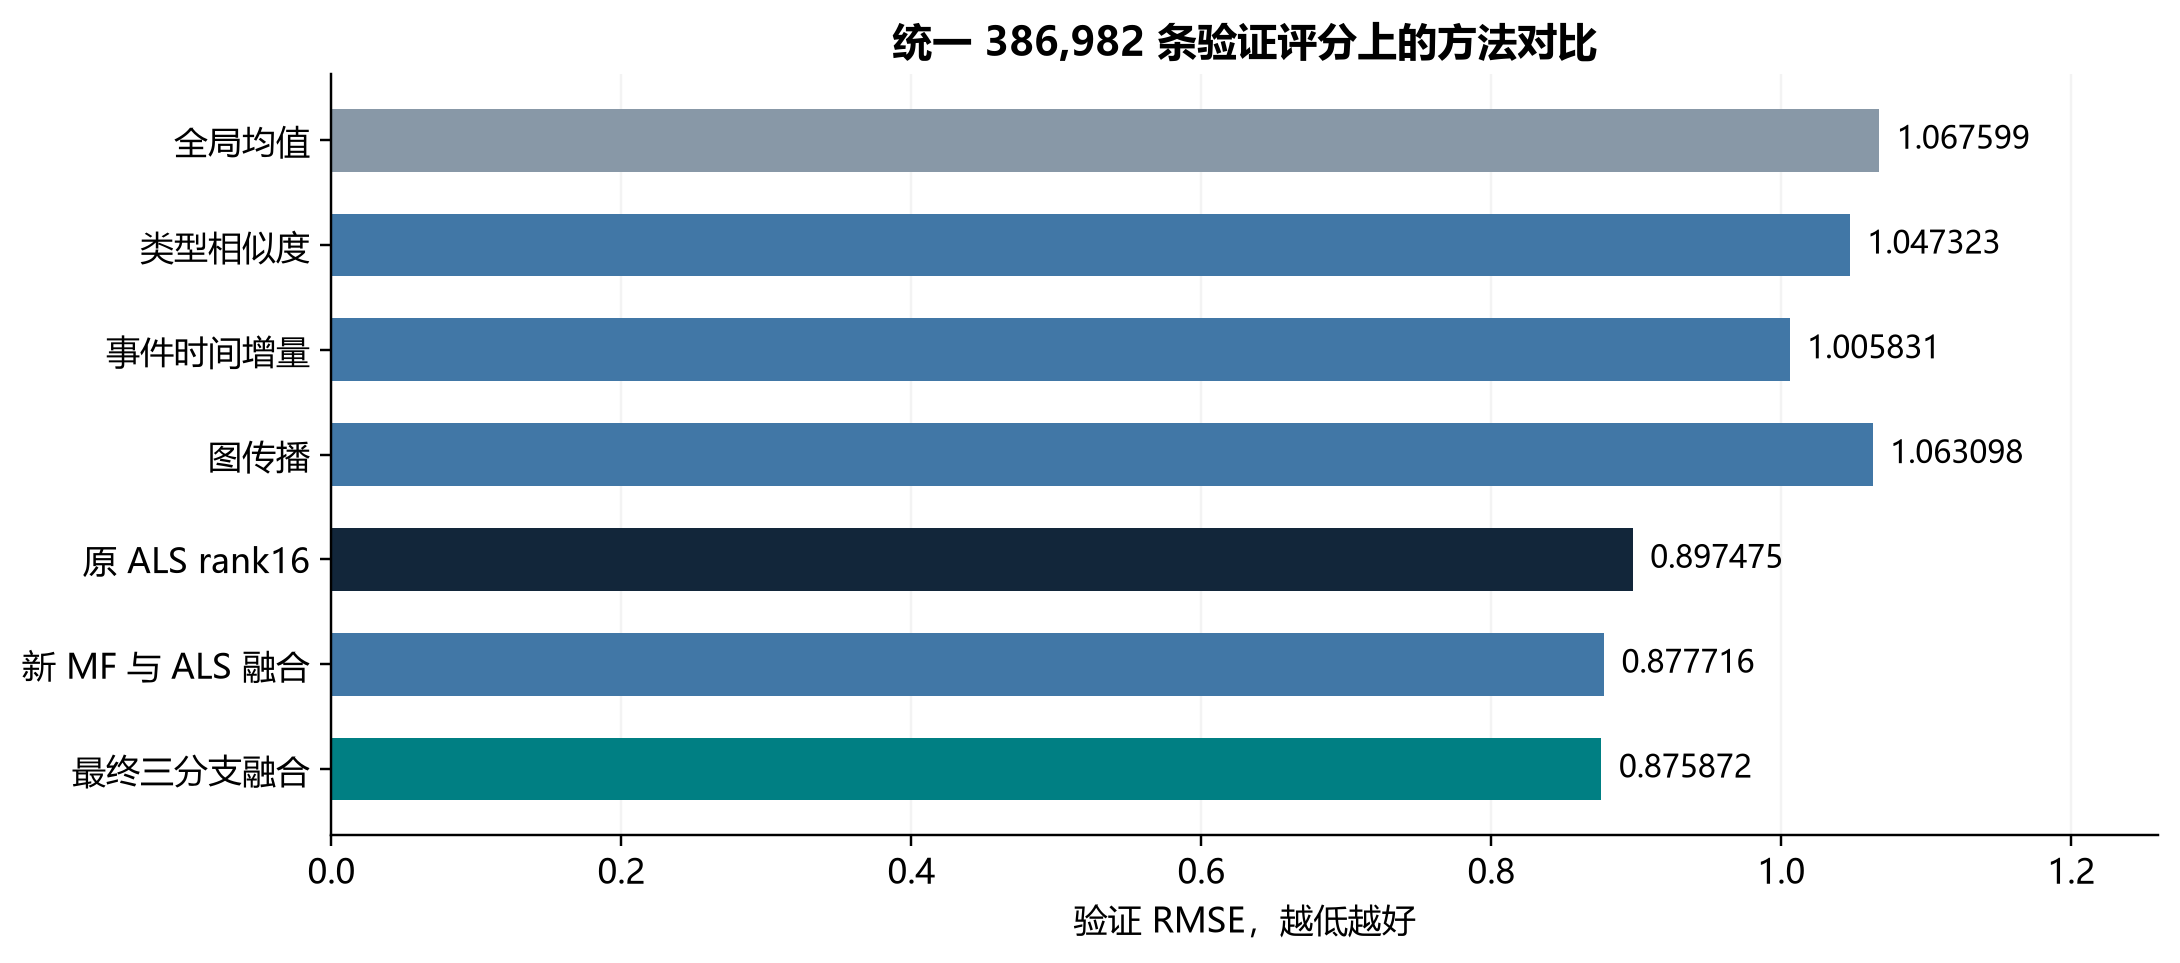 统一 386,982 条验证评分上的方法对比
全局均值 1.067599
类型相似度 1.047323
事件时间增量 1.005831
图传播 1.063098
原 ALS rank16 0.897475
新 MF 与 ALS 融合 0.877716
最终三分支融合 0.875872
0.0 0.2 0.4 0.6 0.8 1.0 1.2
验证 RMSE，越低越好